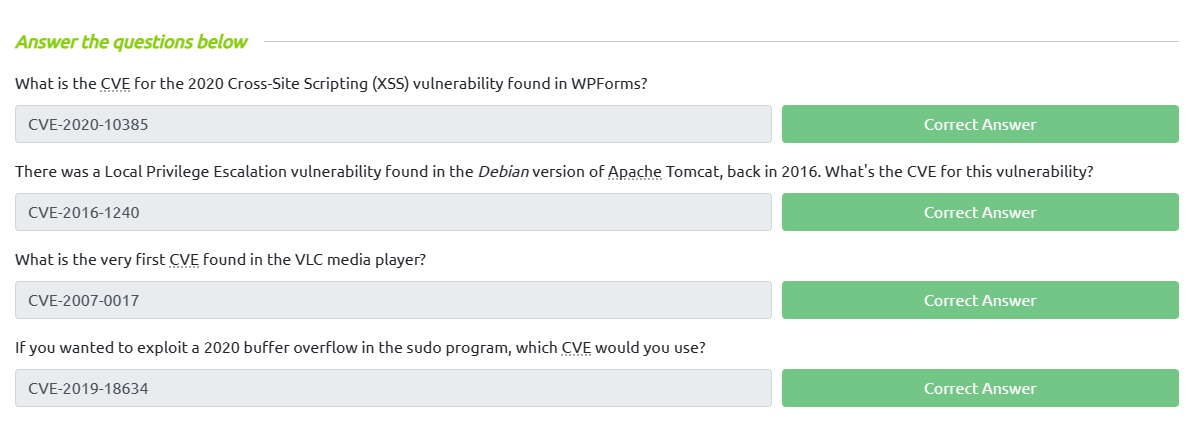 Answer the questions below
What is the CVE for the 2020 Cross-Site Scripting (XSS) vulnerability found in WPForms?
CVE-2020-10385 Correct Answer
There was a Local Privilege Escalation vulnerability found in the Debian version of Apache Tomcat, back in 2016. What's the CVE for this vulnerability?
CVE-2016-1240 Correct Answer
What is the very first CVE found in the VLC media player?
CVE-2007-0017 Correct Answer
If you wanted to exploit a 2020 buffer overflow in the sudo program, which CVE would you use?
CVE-2019-18634 Correct Answer